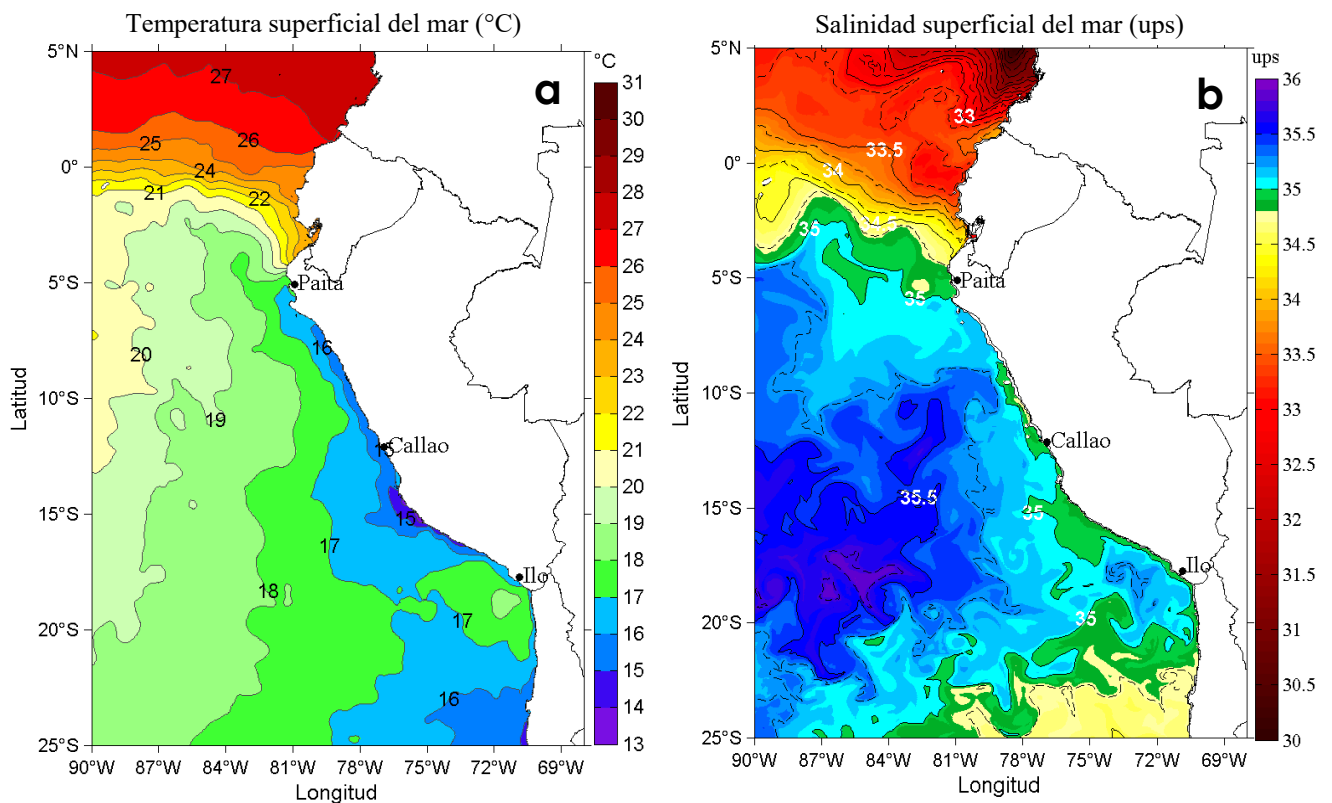 Temperatura superficial del mar (°C)
Salinidad superficial del mar (ups)
5°N
0°
5°S
10°S
15°S
20°S
25°S
Latitud
90°W
87°W
84°W
81°W
78°W
75°W
72°W
69°W
Longitud
a
27
26
25
24
22
21
20
19
18
17
17
16
16
15
15
Paita
Callao
Ilo
°C
31
30
29
28
27
26
25
24
23
22
21
20
19
18
17
16
15
14
13
5°N
0°
5°S
10°S
15°S
20°S
25°S
Latitud
90°W
87°W
84°W
81°W
78°W
75°W
72°W
69°W
Longitud
b
33
33.5
34
34.5
35
35
35.5
35
35
Paita
Callao
Ilo
ups
36
35.5
35
34.5
34
33.5
33
32.5
32
31.5
31
30.5
30